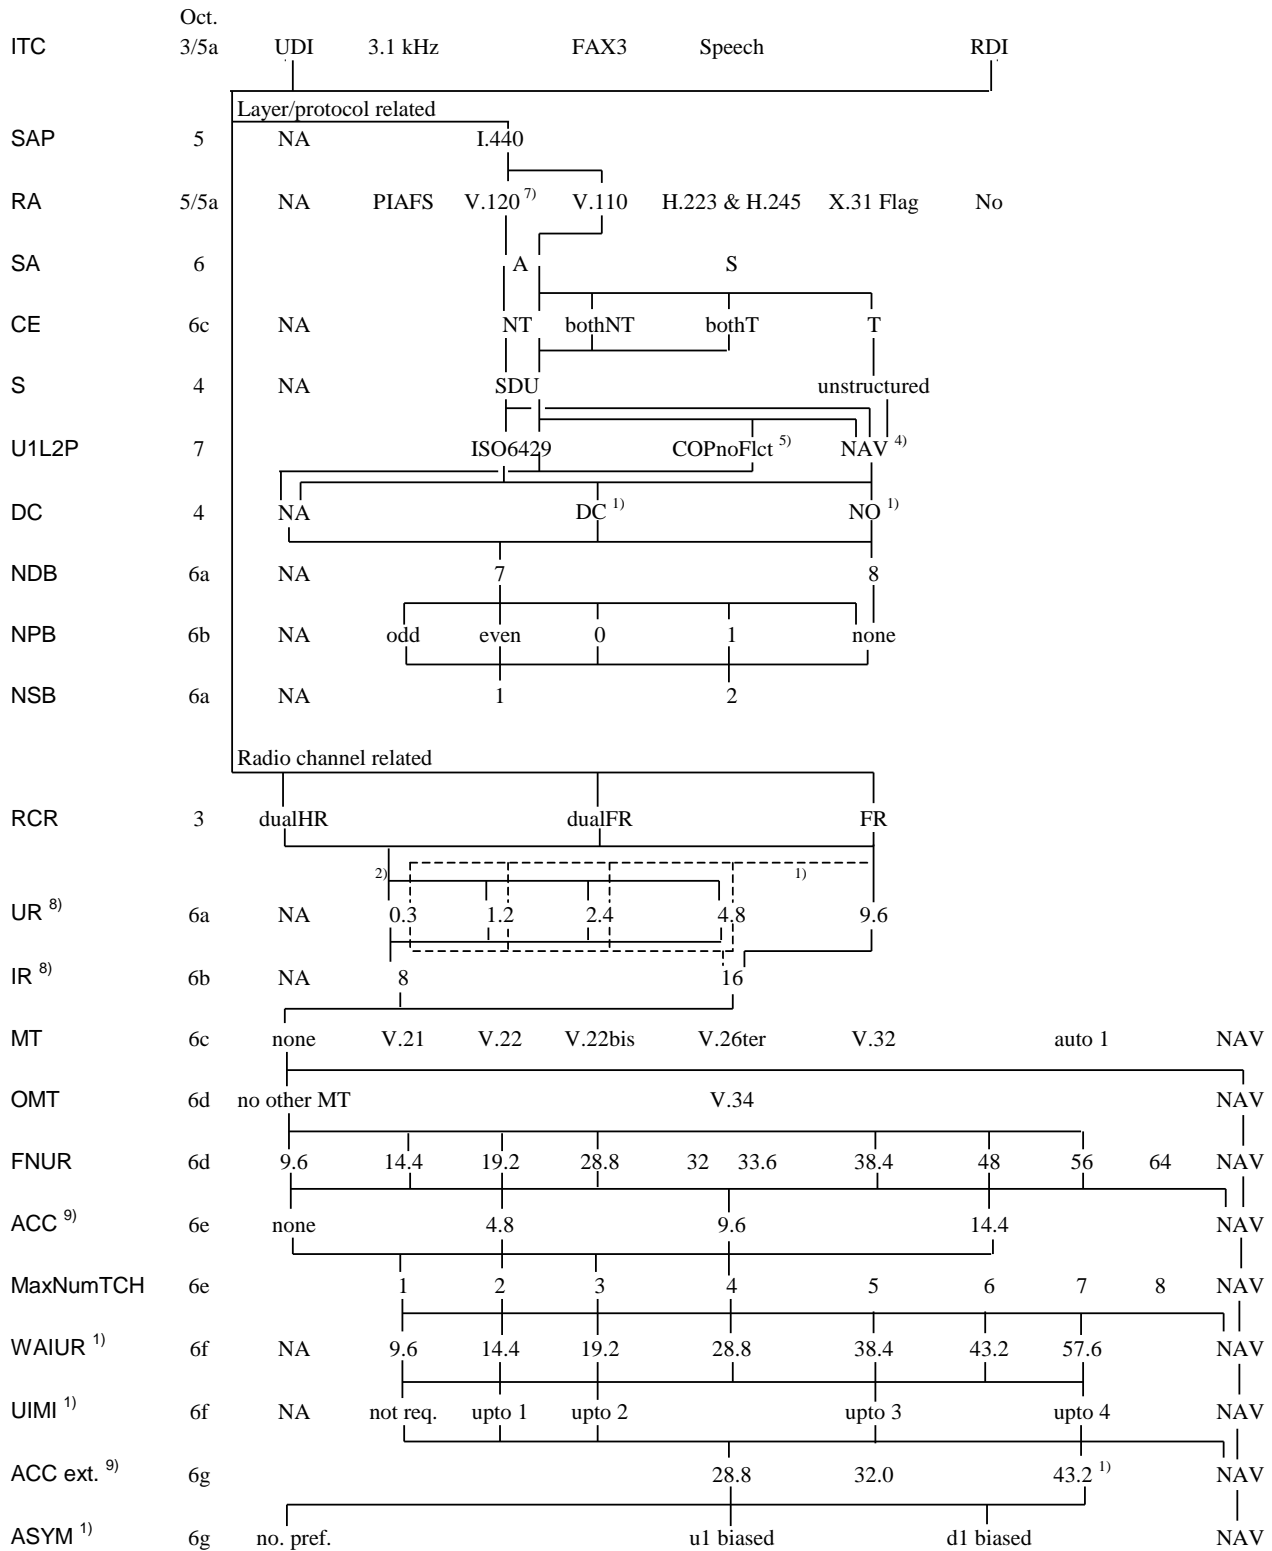 Oct.
ITC 3/5a UDI 3.1 kHz FAX3 Speech RDI
Layer/protocol related
SAP 5 NA I.440
RA 5/5a NA PIAFS V.120 7) V.110 H.223 & H.245 X.31 Flag No
SA 6 A S
CE 6c NA NT bothNT bothT T
S 4 NA SDU unstructured
U1L2P 7 ISO6429 COPnoFlct 5) NAV 4)
DC 4 NA DC 1) NO 1)
NDB 6a NA 7 8
NPB 6b NA odd even 0 1 none
NSB 6a NA 1 2
Radio channel related
RCR 3 dualHR dualFR FR
2) 1)
UR 8) 6a NA 0.3 1.2 2.4 4.8 9.6
IR 8) 6b NA 8 16
MT 6c none V.21 V.22 V.22bis V.26ter V.32 auto 1 NAV
OMT 6d no other MT V.34 NAV
FNUR 6d 9.6 14.4 19.2 28.8 32 33.6 38.4 48 56 64 NAV
ACC 9) 6e none 4.8 9.6 14.4 NAV
MaxNumTCH 6e 1 2 3 4 5 6 7 8 NAV
WAIUR 1) 6f NA 9.6 14.4 19.2 28.8 38.4 43.2 57.6 NAV
UIMI 1) 6f NA not req. upto 1 upto 2 upto 3 upto 4 NAV
ACC ext. 9) 6g 28.8 32.0 43.2 1) NAV
ASYM 1) 6g no. pref. u1 biased d1 biased NAV